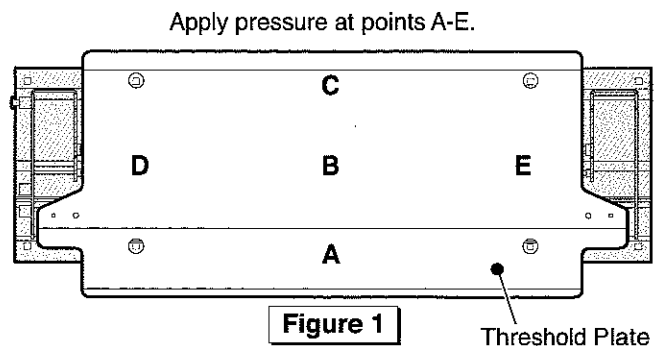 Apply pressure at points A-E.
C
D B E
A
Figure 1
Threshold Plate